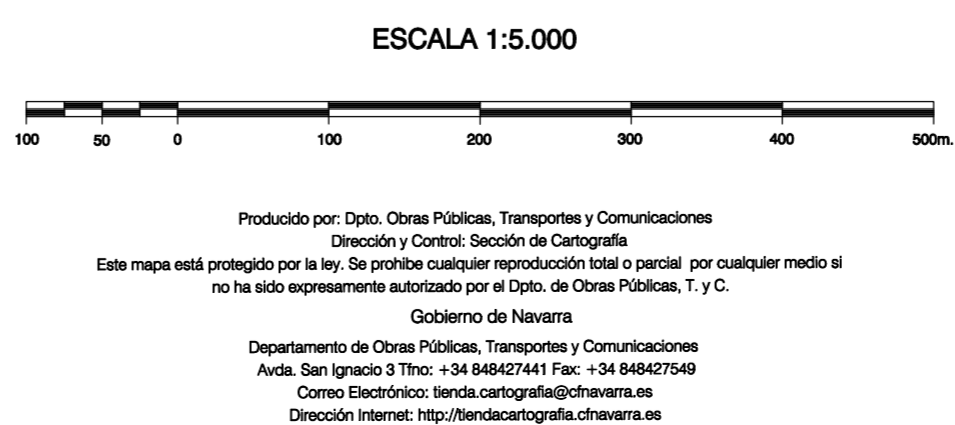 ESCALA 1:5.000
100 50 0 100 200 300 400 500m.
Producido por: Dpto. Obras Públicas, Transportes y Comunicaciones
Dirección y Control: Sección de Cartografía
Este mapa está protegido por la ley. Se prohibe cualquier reproducción total o parcial por cualquier medio si
no ha sido expresamente autorizado por el Dpto. de Obras Públicas, T. y C.
Gobierno de Navarra
Departamento de Obras Públicas, Transportes y Comunicaciones
Avda. San Ignacio 3 Tfno: +34 848427441 Fax: +34 848427549
Correo Electrónico: tienda.cartografia@cfnavarra.es
Dirección Internet: http://tiendacartografia.cfnavarra.es